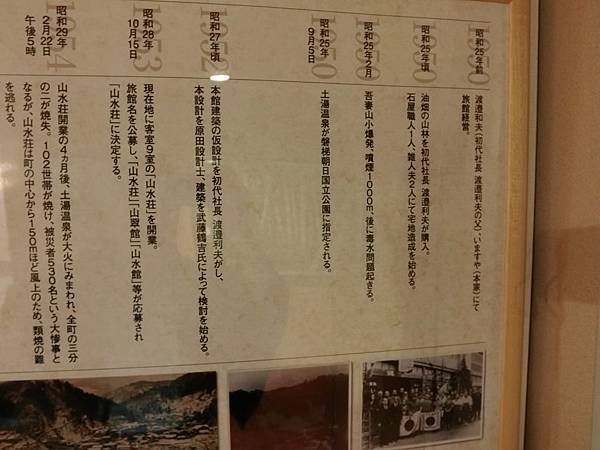 1950
昭和25年前
渡邉和夫(初代社長 渡邉利夫の父)、いますや(本家)にて
旅館経営。
1950
昭和25年頃
油畑の山林を初代社長 渡邉利夫が購入。
石屋職人1人、雑人夫2人にて宅地造成を始める。
1950
昭和25年2月
吾妻山小爆発、噴煙1000m、後に毒水問題起きる。
1950
昭和25年
9月5日
土湯温泉が磐梯朝日国立公園に指定される。
1952
昭和27年頃
本館建築の仮設計を初代社長 渡邉利夫がし、
本設計を原田設計士、建築を武藤鶴吉氏によって検討を始める。
1953
昭和28年
10月15日
現在地に客室9室の「山水荘」を開業。
旅館名を公募し、「山水荘」「山翠館」「山水館」等が応募され
「山水荘」に決定する。
1954
昭和29年
2月22日
午後5時
山水荘開業の4ヵ月後、土湯温泉が大火にみまわれ、全町の三分
の二が焼失。102世帯が焼け、被災者530名という大惨事と
なるが、山水荘は町の中心から150mほど風上のため、類焼の難
を逃れる。